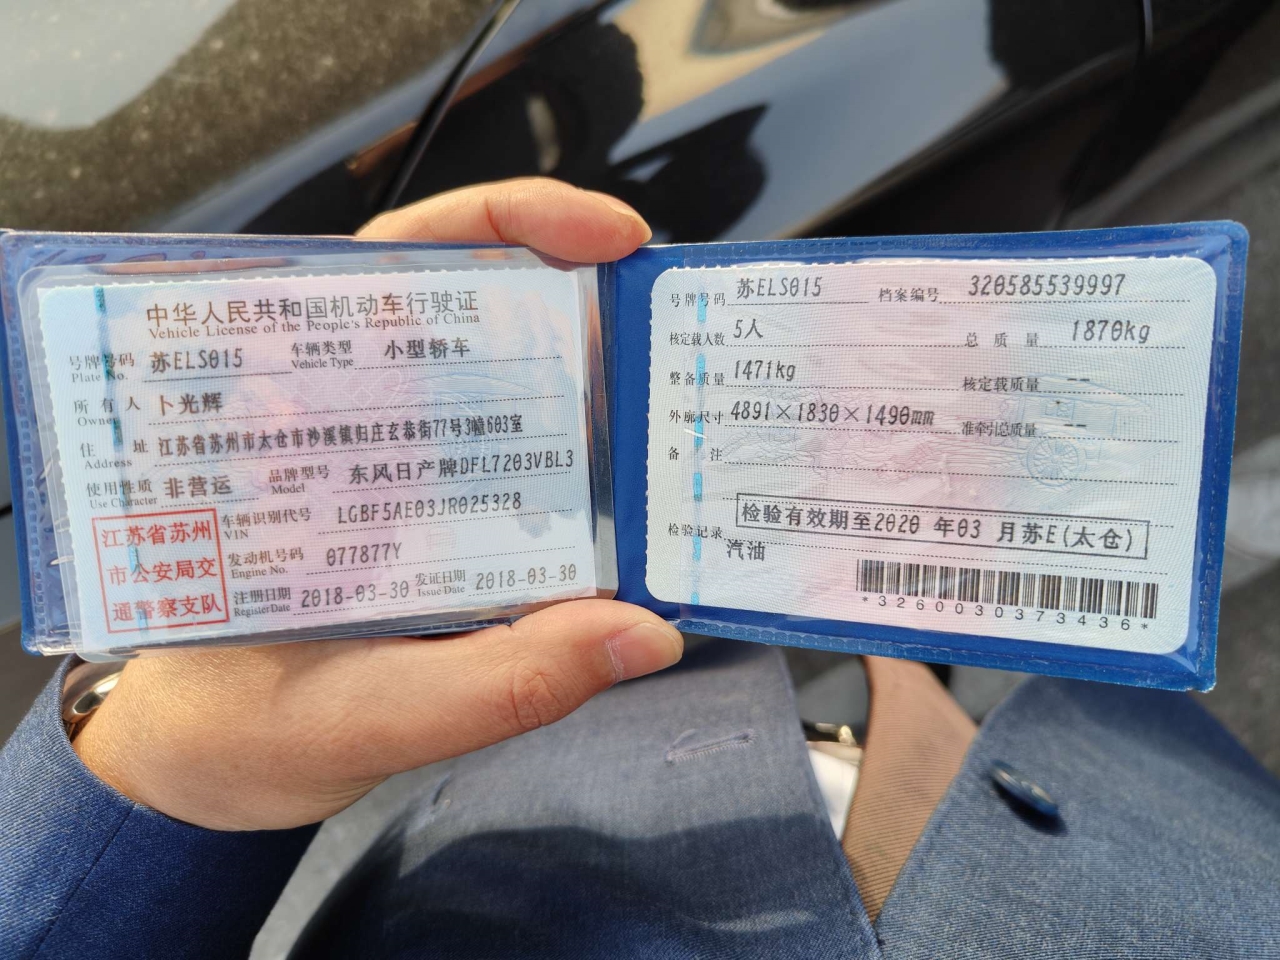 中华人民共和国机动车行驶证
Vehicle License of the People's Republic of China
号牌号码 苏ELS015 车辆类型 小型轿车
Plate No. Vehicle Type
所有人 卜光辉
Owner
住址 江苏省苏州市太仓市沙溪镇归庄玄恭街77号3幢603室
Address
使用性质 非营运 品牌型号 东风日产牌DFL7203VBL3
Use Character Model
江苏省苏州
市公安局交
通警察支队
车辆识别代号 LGBF5AE03JR025328
VIN
发动机号码 077877Y
Engine No.
注册日期 2018-03-30 发证日期 2018-03-30
Register Date Issue Date
号牌号码 苏ELS015 档案编号 320585539997
核定载人数 5人 总质量 1870kg
整备质量 1471kg 核定载质量 --
外廓尺寸 4891×1830×1490mm 准牵引总质量 --
备注
检验记录 检验有效期至2020年03月苏E(太仓)
汽油
*3260030373436*